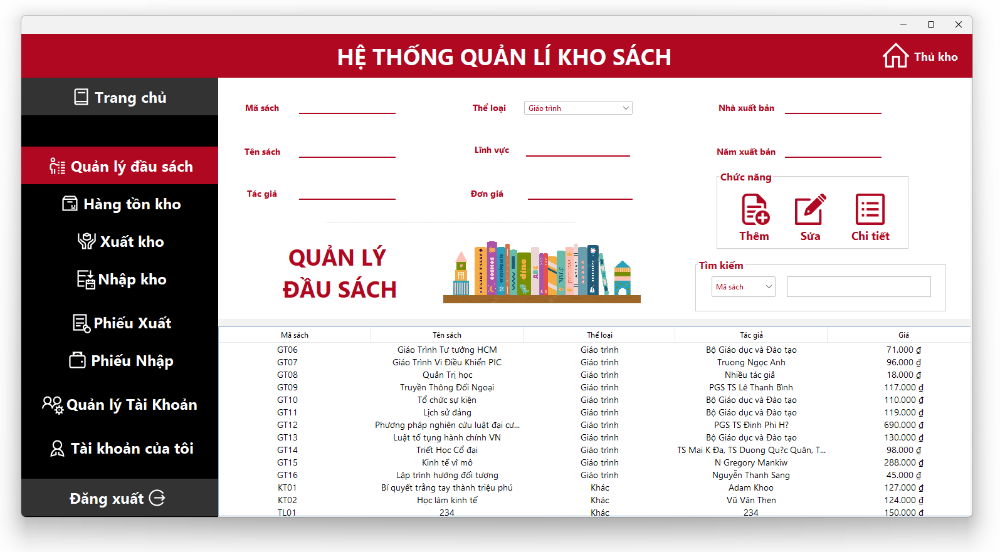 HỆ THỐNG QUẢN LÍ KHO SÁCH
Thủ kho
Trang chủ
Quản lý đầu sách
Hàng tồn kho
Xuất kho
Nhập kho
Phiếu Xuất
Phiếu Nhập
Quản lý Tài Khoản
Tài khoản của tôi
Đăng xuất
Mã sách
Thể loại
Giáo trình
Nhà xuất bản
Tên sách
Lĩnh vực
Năm xuất bản
Tác giả
Đơn giá
Chức năng
Thêm
Sửa
Chi tiết
QUẢN LÝ
ĐẦU SÁCH
FAIRY TALES
COSMOS
encyclopedia
dino
ABC
ATLAS
Tìm kiếm
Mã sách
Mã sách Tên sách Thể loại Tác giả Giá
GT06 Giáo Trình Tư tưởng HCM Giáo trình Bộ Giáo dục và Đào tạo 71.000 ₫
GT07 Giáo Trình Vi Điều Khiển PIC Giáo trình Truong Ngọc Anh 96.000 ₫
GT08 Quản Trị học Giáo trình Nhiều tác giả 18.000 ₫
GT09 Truyền Thông Đối Ngoại Giáo trình PGS TS Lê Thanh Bình 117.000 ₫
GT10 Tổ chức sự kiện Giáo trình Bộ Giáo dục và Đào tạo 110.000 ₫
GT11 Lịch sử đảng Giáo trình Bộ Giáo dục và Đào tạo 119.000 ₫
GT12 Phương pháp nghiên cứu luật đại cư... Giáo trình PGS TS Đinh Phi H? 690.000 ₫
GT13 Luật tố tụng hành chính VN Giáo trình Bộ Giáo dục và Đào tạo 130.000 ₫
GT14 Triết Học Cổ đại Giáo trình TS Mai K Đa, TS Duong Qu?c Quân, T... 98.000 ₫
GT15 Kinh tế vĩ mô Giáo trình N Gregory Mankiw 288.000 ₫
GT16 Lập trình hướng đối tượng Giáo trình Nguyễn Thanh Sang 45.000 ₫
KT01 Bí quyết trằng tay thành triệu phú Khác Adam Khoo 127.000 ₫
KT02 Học làm kinh tế Khác Vũ Văn Then 124.000 ₫
TL01 234 Khác 234 150.000 ₫